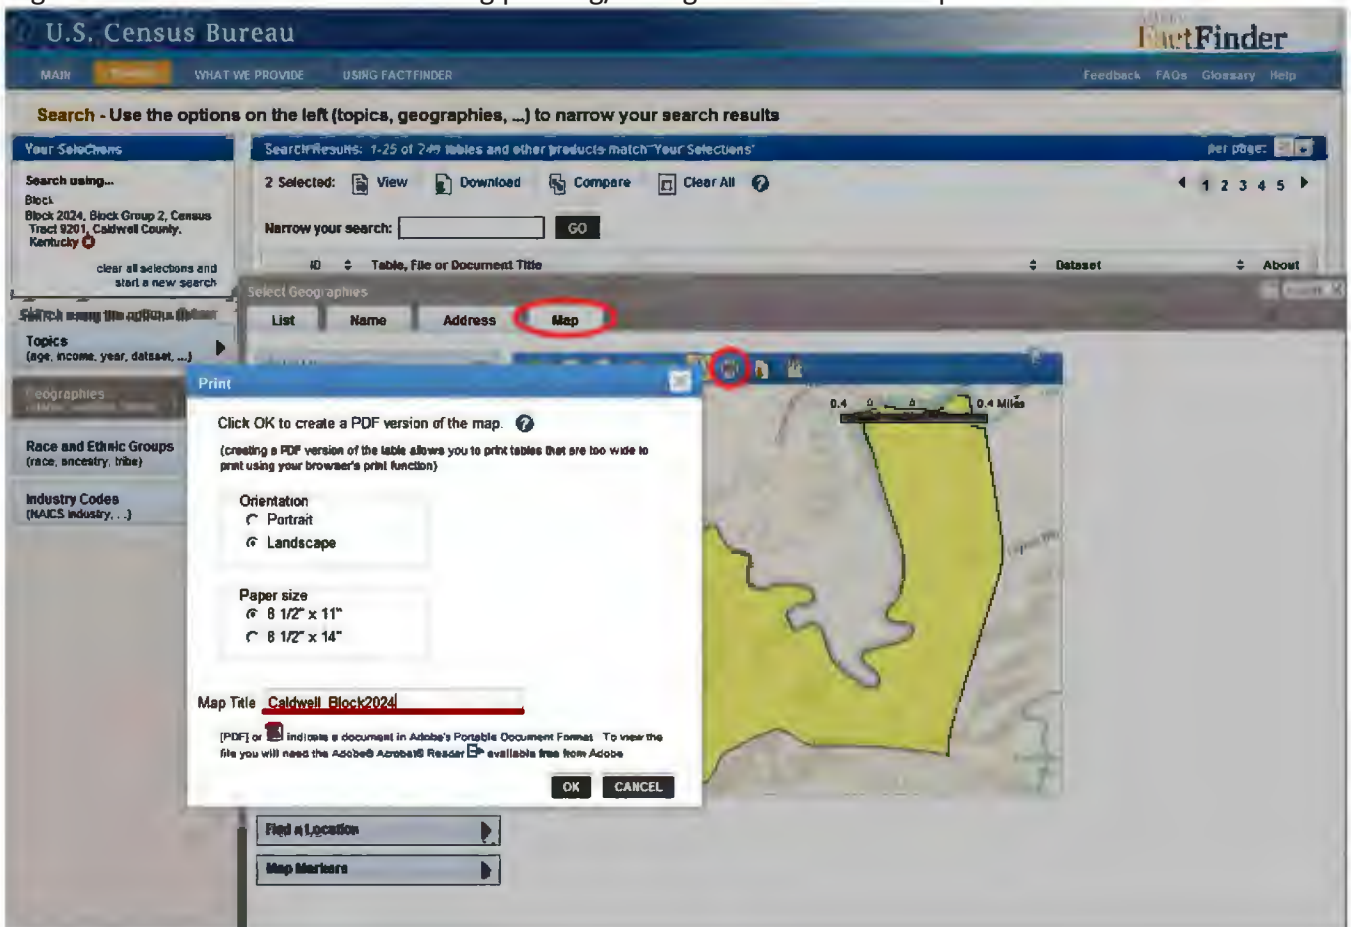 U.S. Census Bureau
FactFinder
MAIN
WHAT WE PROVIDE
USING FACTFINDER
Feedback FAQs Glossary Help
Search - Use the options on the left (topics, geographies, ...) to narrow your search results
Your Selections
Search using...
Block
Block 2024, Block Group 2, Census
Tract 9201, Caldwell County,
Kentucky
clear all selections and
start a new search
Search using the options
Topics
(age, income, year, dataset, ...)
Geographies
Race and Ethnic Groups
(race, ancestry, tribe)
Industry Codes
(NAICS industry, ...)
Search Results: 1-25 of tables and other products match "Your Selections"
per page:
2 Selected: View Download Compare Clear All
1 2 3 4 5
Narrow your search: GO
ID Table, File or Document Title Dataset About
Select Geographies
List Name Address Map
0.4 0 0.4 Miles
Print
Click OK to create a PDF version of the map.
(creating a PDF version of the table allows you to print tables that are too wide to
print using your browser's print function)
Orientation
Portrait
Landscape
Paper size
8 1/2" x 11"
8 1/2" x 14"
Map Title Caldwell_Block2024
[PDF] or indicate a document in Adobe's Portable Document Format. To view the
file you will need the Adobe® Acrobat® Reader available free from Adobe
OK CANCEL
Find a Location
Map Markers